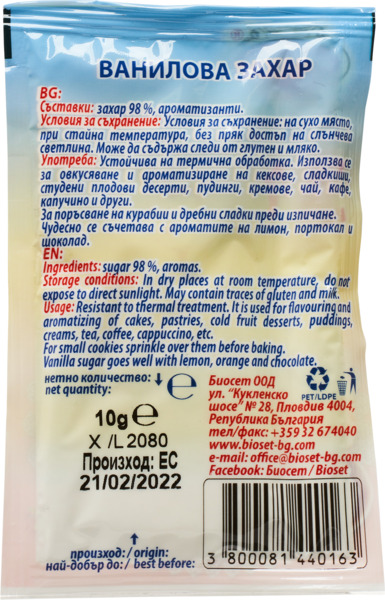 ВАНИЛОВА ЗАХАР
BG:
Съставки: захар 98 %, ароматизанти.
Условия за съхранение: Условия за съхранение: на сухо място,
при стайна температура, без пряк достъп на слънчева
светлина. Може да съдържа следи от глутен и мляко.
Употреба: Устойчива на термична обработка. Използва се
за овкусяване и ароматизиране на кексове, сладкиши,
студени плодови десерти, пудинги, кремове, чай, кафе,
капучино и други.
За поръсване на курабии и дребни сладки преди изпичане.
Чудесно се съчетава с ароматите на лимон, портокал и
шоколад.
EN:
Ingredients: sugar 98 %, aromas.
Storage conditions: In dry places at room temperature, do not
expose to direct sunlight. May contain traces of gluten and milk.
Usage: Resistant to thermal treatment. It is used for flavouring and
aromatizing of cakes, pastries, cold fruit desserts, puddings,
creams, tea, coffee, cappuccino, etc.
For small cookies sprinkle over them before baking.
Vanilla sugar goes well with lemon, orange and chocolate.
нетно количество:
net quantity:
℮
10g ℮
X /L 2080
Произход: ЕС
21/02/2022
PET/LDPE
Биосет ООД
ул. "Кукленско
шосе" № 28, Пловдив 4004,
Република България
тел/факс: +359 32 674040
www.bioset-bg.com
e-mail: office@bioset-bg.com
Facebook: Биосет / Bioset
произход: / origin:
най-добър до: / best before:
3 800081 440163